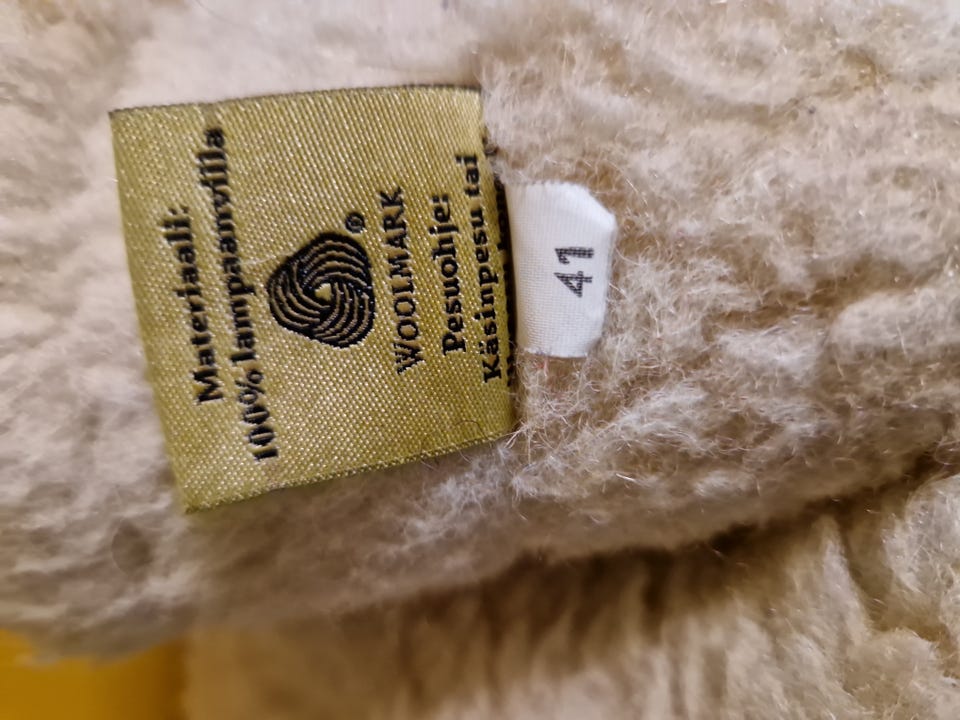 Materiaali:
100% lampaanvilla
®
WOOLMARK
Pesuohje:
Käsinpesu tai
41